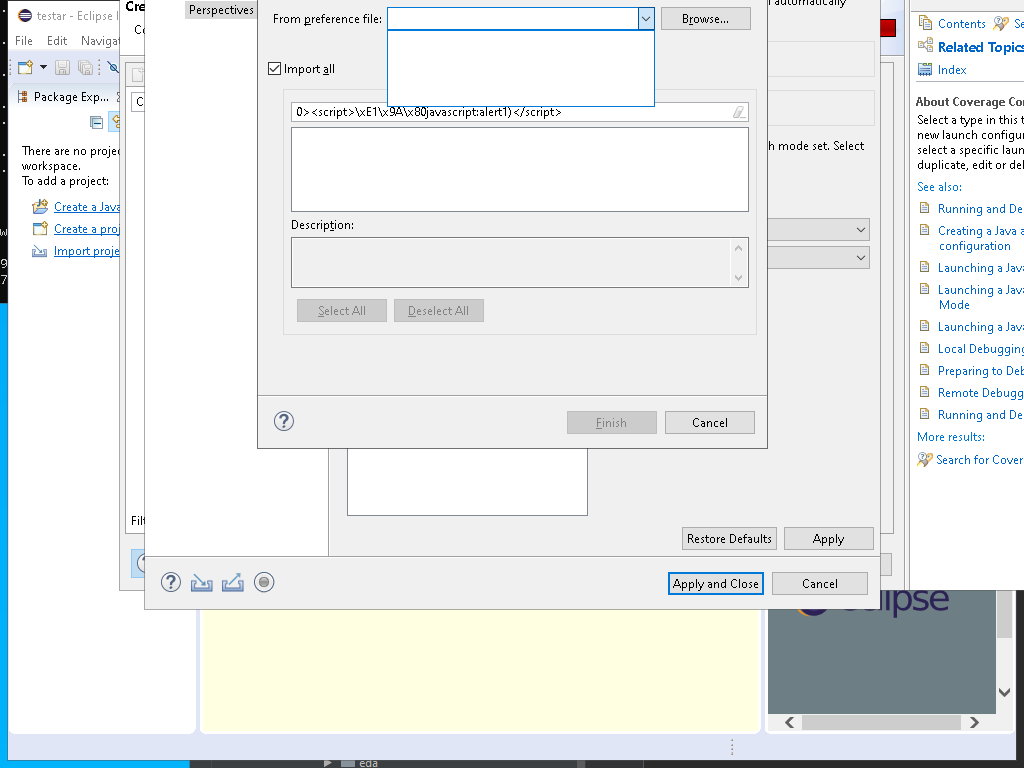 testar - Eclipse I
File Edit Navigat
Package Exp...
There are no projec
workspace.
To add a project:
Create a Java
Create a proj
Import proje
Cre
Filt
Perspectives
From preference file:
Browse...
Import all
0><script>\xE1\x9A\x80javascript:alert1)</script>
Description:
Select All
Deselect All
Finish
Cancel
automatically
h mode set. Select
Restore Defaults
Apply
Apply and Close
Cancel
Contents
Se
Related Topics
Index
About Coverage Con
Select a type in this t
new launch configur
select a specific laun
duplicate, edit or del
See also:
Running and De
Creating a Java a
configuration
Launching a Java
Launching a Java
Mode
Launching a Java
Local Debugging
Preparing to Deb
Remote Debugg
Running and De
More results:
Search for Cover
eclipse
eda